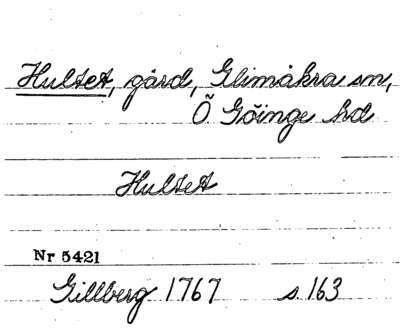 Hultet, gård, Glimåkra sn,
Ö Göinge hd
Hultet
Nr 5421
Gillberg 1767 s. 163